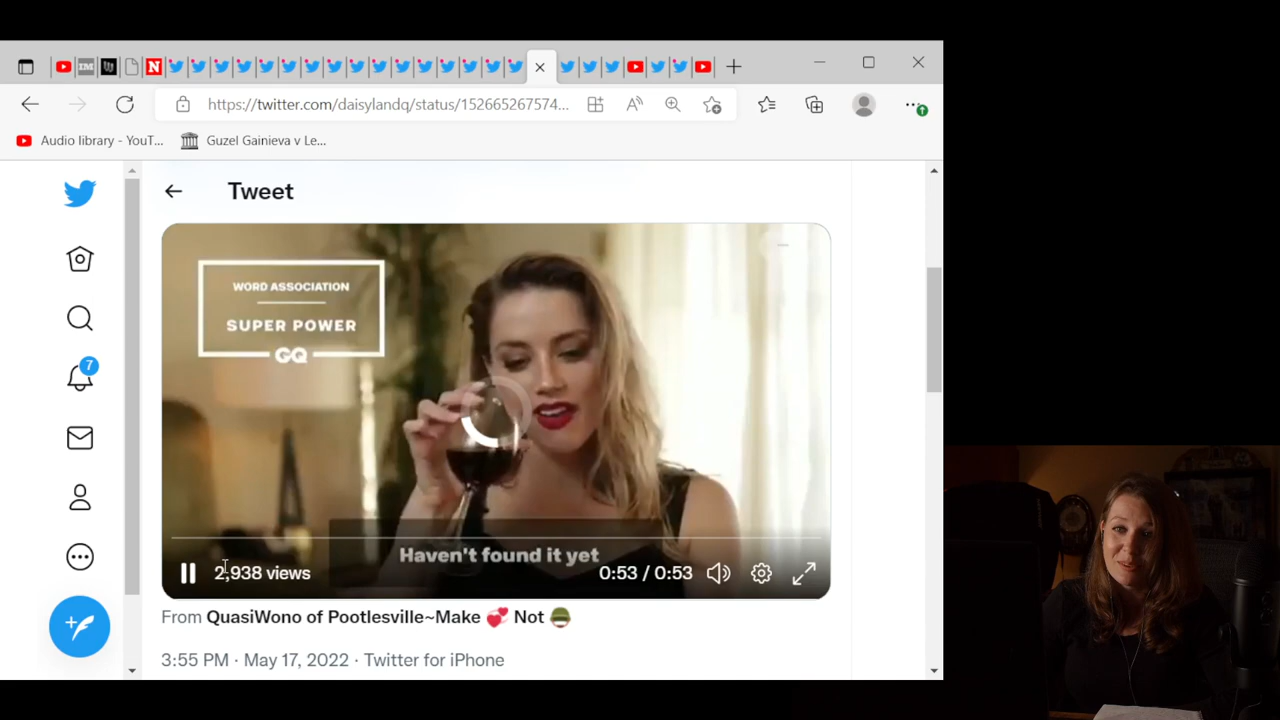 https://twitter.com/daisylandq/status/152665267574...
Audio library - YouT... Guzel Gainieva v Le...
Tweet
WORD ASSOCIATION
SUPER POWER
GQ
Haven't found it yet
2,938 views 0:53 / 0:53
7
From QuasiWono of Pootlesville~Make 💞 Not 🪖
3:55 PM · May 17, 2022 · Twitter for iPhone